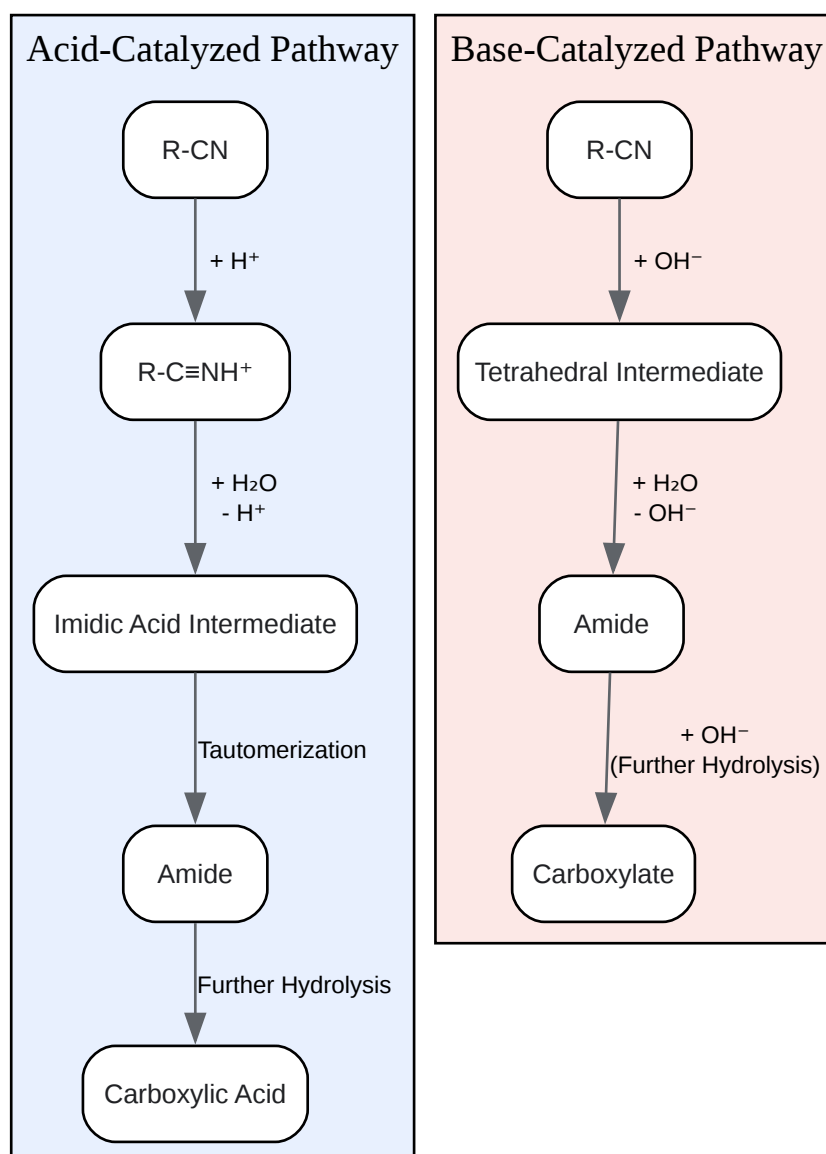 Acid-Catalyzed Pathway
R-CN
+ H⁺
R-C≡NH⁺
+ H₂O
- H⁺
Imidic Acid Intermediate
Tautomerization
Amide
Further Hydrolysis
Carboxylic Acid
Base-Catalyzed Pathway
R-CN
+ OH⁻
Tetrahedral Intermediate
+ H₂O
- OH⁻
Amide
+ OH⁻
(Further Hydrolysis)
Carboxylate